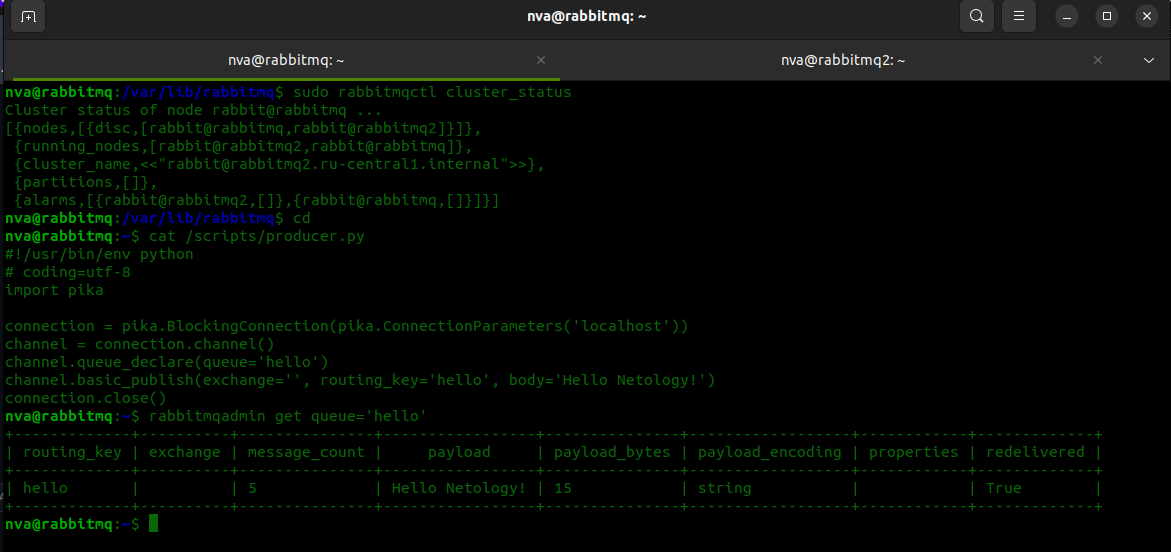 nva@rabbitmq: ~
nva@rabbitmq: ~
nva@rabbitmq2: ~
nva@rabbitmq:/var/lib/rabbitmq$ sudo rabbitmqctl cluster_status
Cluster status of node rabbit@rabbitmq ...
[{nodes,[{disc,[rabbit@rabbitmq,rabbit@rabbitmq2]}]},
 {running_nodes,[rabbit@rabbitmq2,rabbit@rabbitmq]},
 {cluster_name,<<"rabbit@rabbitmq2.ru-central1.internal">>},
 {partitions,[]},
 {alarms,[{rabbit@rabbitmq2,[]},{rabbit@rabbitmq,[]}]}]
nva@rabbitmq:/var/lib/rabbitmq$ cd
nva@rabbitmq:~$ cat /scripts/producer.py
#!/usr/bin/env python
# coding=utf-8
import pika

connection = pika.BlockingConnection(pika.ConnectionParameters('localhost'))
channel = connection.channel()
channel.queue_declare(queue='hello')
channel.basic_publish(exchange='', routing_key='hello', body='Hello Netology!')
connection.close()
nva@rabbitmq:~$ rabbitmqadmin get queue='hello'
+-------------+----------+---------------+-----------------+---------------+------------------+------------+-------------+
| routing_key | exchange | message_count |     payload     | payload_bytes | payload_encoding | properties | redelivered |
+-------------+----------+---------------+-----------------+---------------+------------------+------------+-------------+
| hello       |          | 5             | Hello Netology! | 15            | string           |            | True        |
+-------------+----------+---------------+-----------------+---------------+------------------+------------+-------------+
nva@rabbitmq:~$